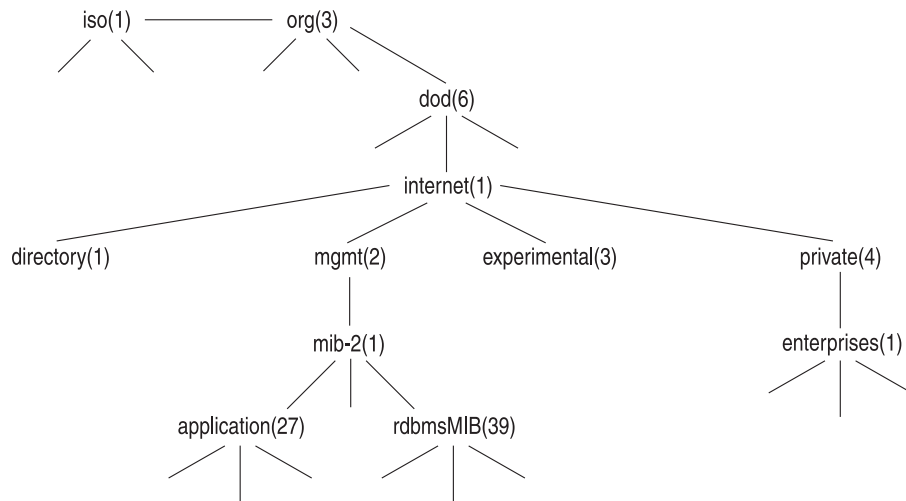 iso(1) org(3)
dod(6)
internet(1)
directory(1) mgmt(2) experimental(3) private(4)
mib-2(1) enterprises(1)
application(27) rdbmsMIB(39)